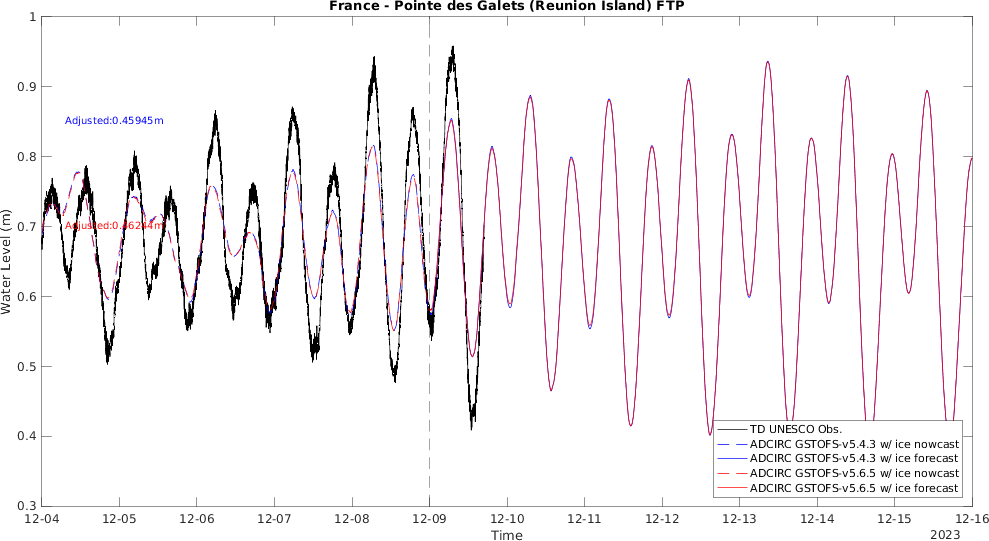 France - Pointe des Galets (Reunion Island) FTP
1
0.9
0.8
0.7
0.6
0.5
0.4
0.3
Water Level (m)
Adjusted:0.45945m
Adjusted:0.46244m
TD UNESCO Obs.
ADCIRC GSTOFS-v5.4.3 w/ ice nowcast
ADCIRC GSTOFS-v5.4.3 w/ ice forecast
ADCIRC GSTOFS-v5.6.5 w/ ice nowcast
ADCIRC GSTOFS-v5.6.5 w/ ice forecast
12-04 12-05 12-06 12-07 12-08 12-09 12-10 12-11 12-12 12-13 12-14 12-15 12-16
Time
2023